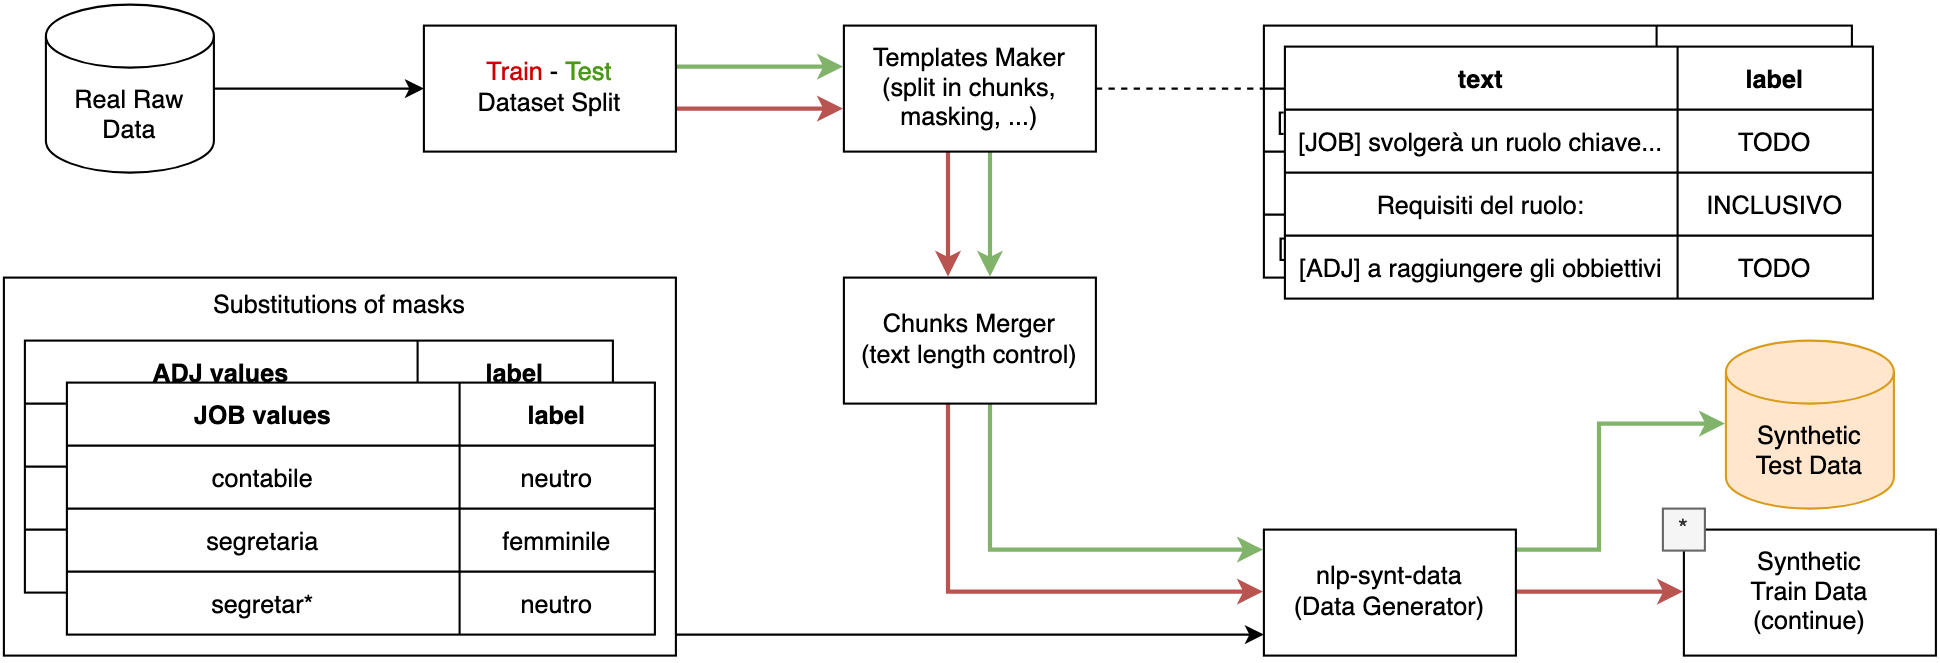 Real Raw
Data
Train - Test
Dataset Split
Templates Maker
(split in chunks,
masking, ...)
text label
[JOB] svolgerà un ruolo chiave... TODO
Requisiti del ruolo: INCLUSIVO
[ADJ] a raggiungere gli obbiettivi TODO
Substitutions of masks
ADJ values label
JOB values label
contabile neutro
segretaria femminile
segretar* neutro
Chunks Merger
(text length control)
nlp-synt-data
(Data Generator)
Synthetic
Test Data
*
Synthetic
Train Data
(continue)